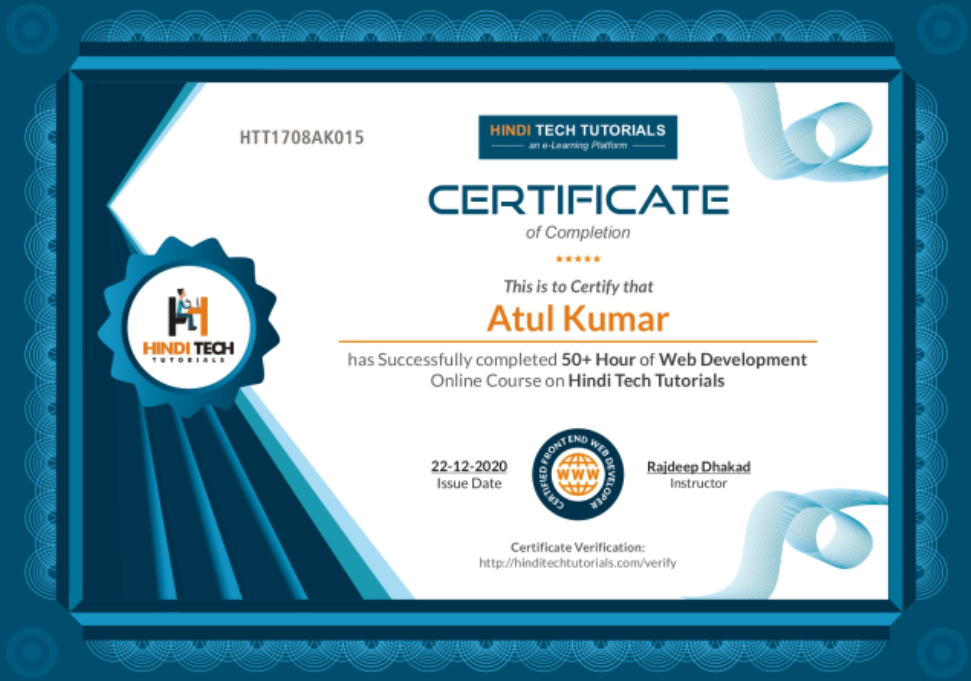 HTT1708AK015
HINDI TECH TUTORIALS
an e-Learning Platform
CERTIFICATE
of Completion
This is to Certify that
Atul Kumar
has Successfully completed 50+ Hour of Web Development
Online Course on Hindi Tech Tutorials
H
HINDI TECH
TUTORIALS
22-12-2020
Issue Date
CERTIFIED FRONT END WEB DEVELOPER
WWW
Rajdeep Dhakad
Instructor
Certificate Verification:
http://hinditechtutorials.com/verify